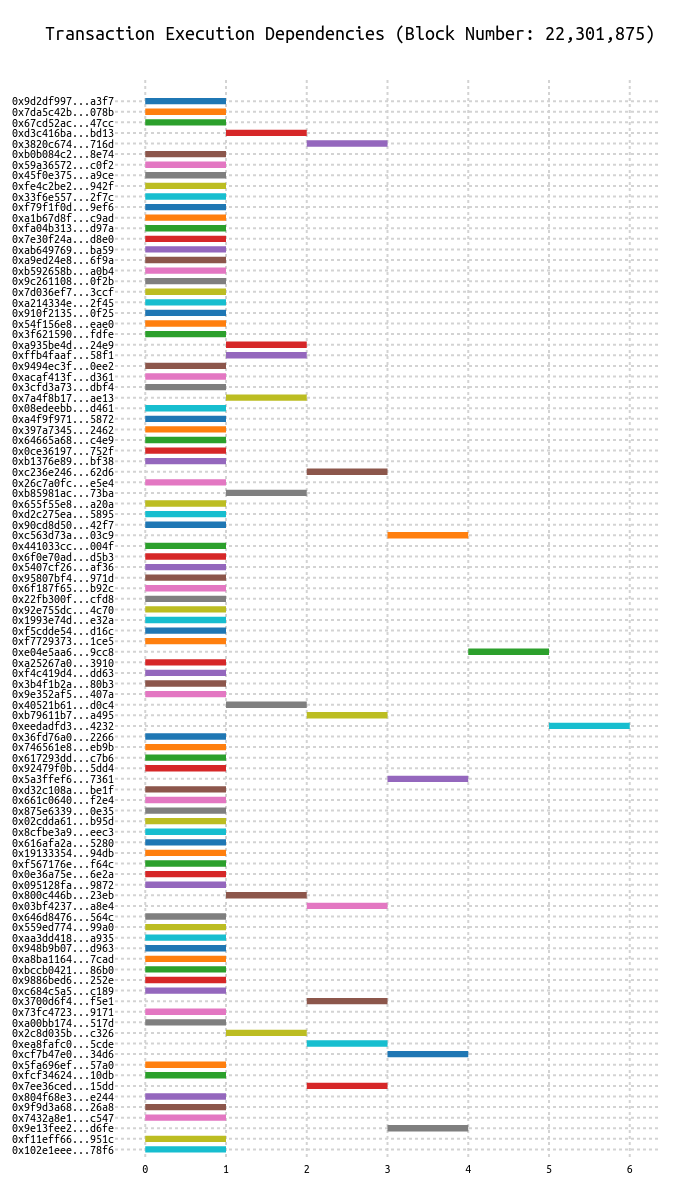 Transaction Execution Dependencies (Block Number: 22,301,875)
0x9d2df997...a3f7
0x7da5c42b...078b
0x67cd52ac...47cc
0xd3c416ba...bd13
0x3820c674...716d
0xb0b084c2...8e74
0x59a36572...c0f2
0x45f0e375...a9ce
0xfe4c2be2...942f
0x33f6e557...2f7c
0xf79f1f0d...9ef6
0xa1b67d8f...c9ad
0xfa04b313...d97a
0x7e30f24a...d8e0
0xab649769...ba59
0xa9ed24e8...6f9a
0xb592658b...a0b4
0x9c261108...0f2b
0x7d036ef7...3ccf
0xa214334e...2f45
0x910f2135...0f25
0x54f156e8...eae0
0x3f621590...fdfe
0xa935be4d...24e9
0xffb4faaf...58f1
0x9494ec3f...0ee2
0xacaf413f...d361
0x3cfd3a73...dbf4
0x7a4f8b17...ae13
0x08edeebb...d461
0xa4f9f971...5872
0x397a7345...2462
0x64665a68...c4e9
0x0ce36197...752f
0xb1376e89...bf38
0xc236e246...62d6
0x26c7a0fc...e5e4
0xb85981ac...73ba
0x655f55e8...a20a
0xd2c275ea...5895
0x90cd8d50...42f7
0xc563d73a...03c9
0x441033cc...004f
0x6f0e70ad...d5b3
0x5407cf26...af36
0x95807bf4...971d
0x6f187f65...b92c
0x22fb300f...cfd8
0x92e755dc...4c70
0x1993e74d...e32a
0xf5cdde54...d16c
0xf7729373...1ce5
0xe04e5aa6...9cc8
0xa25267a0...3910
0xf4c419d4...dd63
0x3b4f1b2a...80b3
0x9e352af5...407a
0x40521b61...d0c4
0xb79611b7...a495
0xeedadfd3...4232
0x36fd76a0...2266
0x746561e8...eb9b
0x617293dd...c7b6
0x92479f0b...5dd4
0x5a3ffef6...7361
0xd32c108a...be1f
0x661c0640...f2e4
0x875e6339...0e35
0x02cdda61...b95d
0x8cfbe3a9...eec3
0x616afa2a...5280
0x19133354...94db
0xf567176e...f64c
0x0e36a75e...6e2a
0x095128fa...9872
0x800c446b...23eb
0x03bf4237...a8e4
0x646d8476...564c
0x559ed774...99a0
0xaa3dd418...a935
0x948b9b07...d963
0xa8ba1164...7cad
0xbccb0421...86b0
0x9886bed6...252e
0xc684c5a5...c189
0x3700d6f4...f5e1
0x73fc4723...9171
0xa00bb174...517d
0x2c8d035b...c326
0xea8fafc0...5cde
0xcf7b47e0...34d6
0x5fa696ef...57a0
0xfcf34624...10db
0x7ee36ced...15dd
0x804f68e3...e244
0x9f9d3a68...26a8
0x7432a8e1...c547
0x9e13fee2...d6fe
0xf11eff66...951c
0x102e1eee...78f6
0 1 2 3 4 5 6